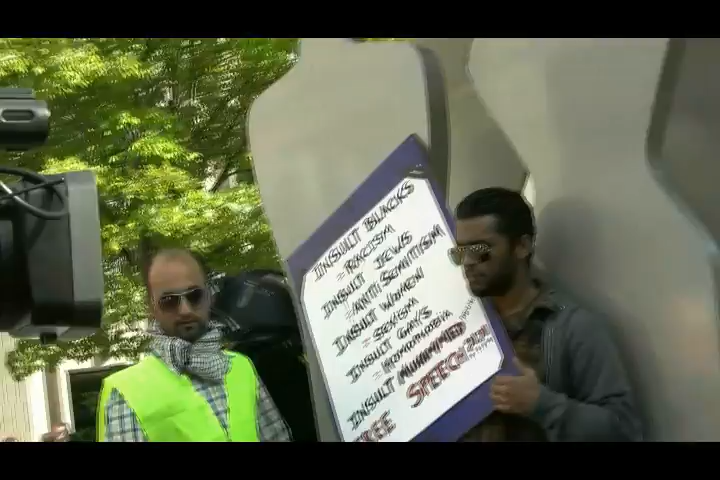 INSULT BLACKS
= RACISM
INSULT JEWS
= ANTI SEMITISM
INSULT WOMEN
= SEXISM
INSULT GAYS
= HOMOPHOBIA
INSULT MUHAMMED
FREE SPEECH